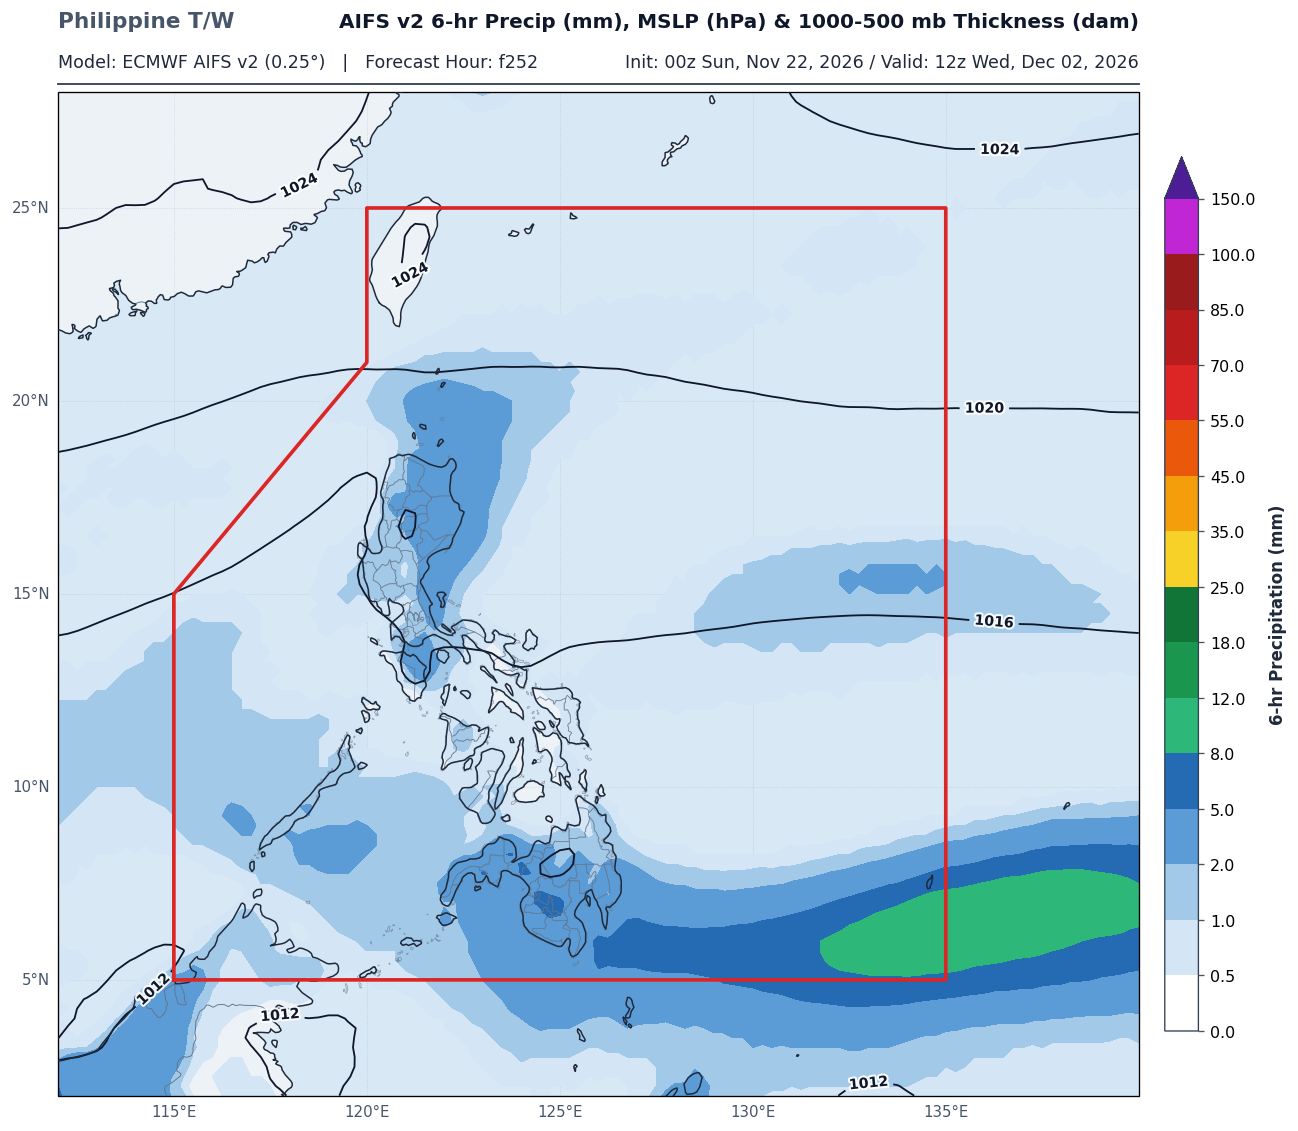 Philippine T/W
AIFS v2 6-hr Precip (mm), MSLP (hPa) & 1000-500 mb Thickness (dam)
Model: ECMWF AIFS v2 (0.25°) | Forecast Hour: f252
Init: 00z Sun, Nov 22, 2026 / Valid: 12z Wed, Dec 02, 2026
1024
1024
1024
1020
1016
1012
1012
1012
25°N
20°N
15°N
10°N
5°N
115°E
120°E
125°E
130°E
135°E
150.0
100.0
85.0
70.0
55.0
45.0
35.0
25.0
18.0
12.0
8.0
5.0
2.0
1.0
0.5
0.0
6-hr Precipitation (mm)